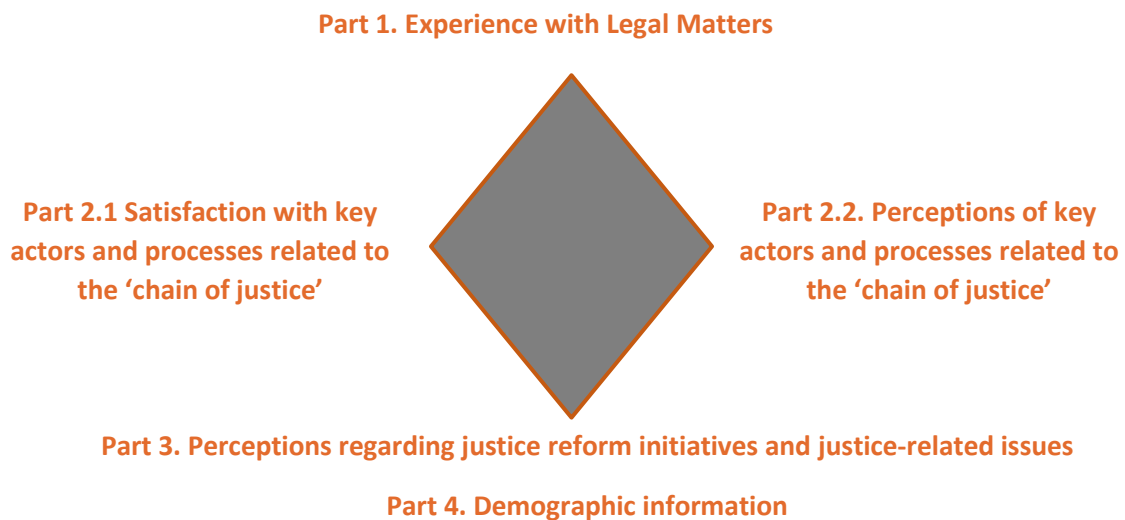 Part 1. Experience with Legal Matters
Part 2.1 Satisfaction with key
actors and processes related to
the ‘chain of justice’
Part 2.2. Perceptions of key
actors and processes related to
the ‘chain of justice’
Part 3. Perceptions regarding justice reform initiatives and justice-related issues
Part 4. Demographic information